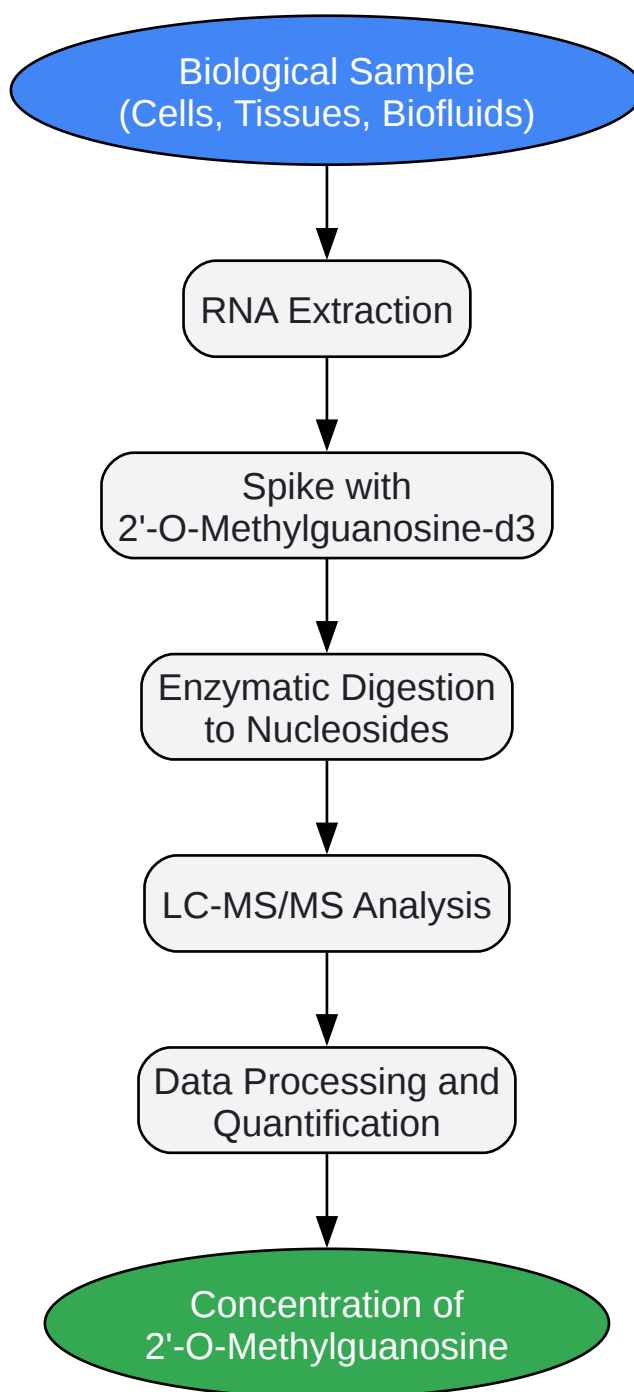 Biological Sample
(Cells, Tissues, Biofluids)
RNA Extraction
Spike with
2'-O-Methylguanosine-d3
Enzymatic Digestion
to Nucleosides
LC-MS/MS Analysis
Data Processing and
Quantification
Concentration of
2'-O-Methylguanosine